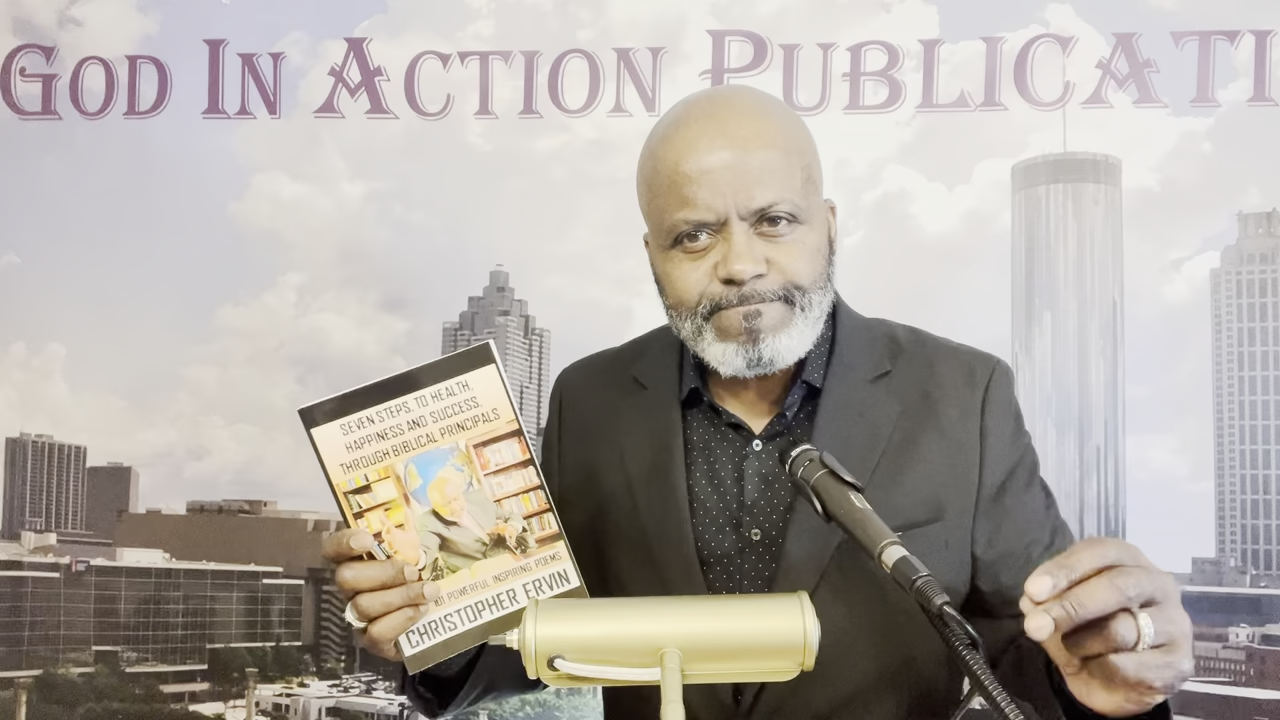 GOD IN ACTION PUBLICATI
SEVEN STEPS, TO HEALTH,
HAPPINESS AND SUCCESS,
THROUGH BIBLICAL PRINCIPALS
101 POWERFUL INSPIRING POEMS
CHRISTOPHER ERVIN